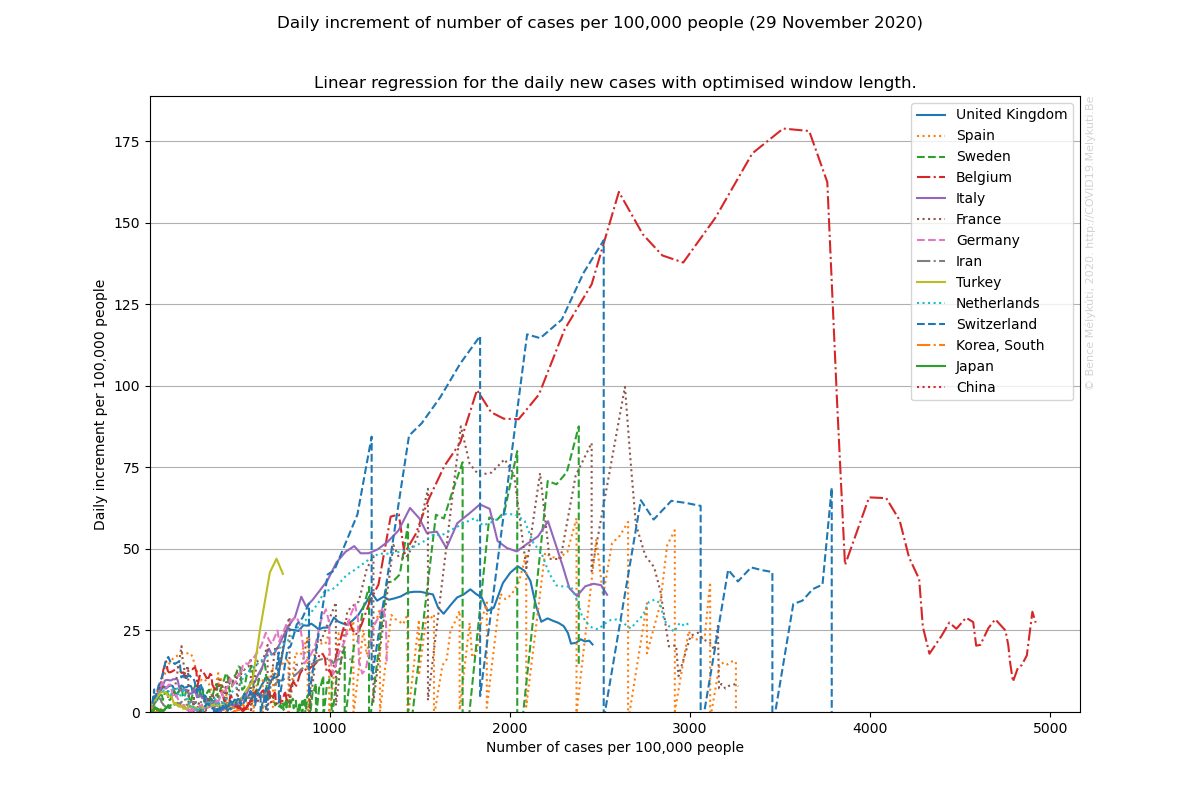 Daily increment of number of cases per 100,000 people (29 November 2020)
Linear regression for the daily new cases with optimised window length.
Daily increment per 100,000 people
175
150
125
100
75
50
25
0
1000
2000
3000
4000
5000
Number of cases per 100,000 people
United Kingdom
Spain
Sweden
Belgium
Italy
France
Germany
Iran
Turkey
Netherlands
Switzerland
Korea, South
Japan
China
© Bence Mélykúti, 2020. http://COVID19.Melykuti.Be